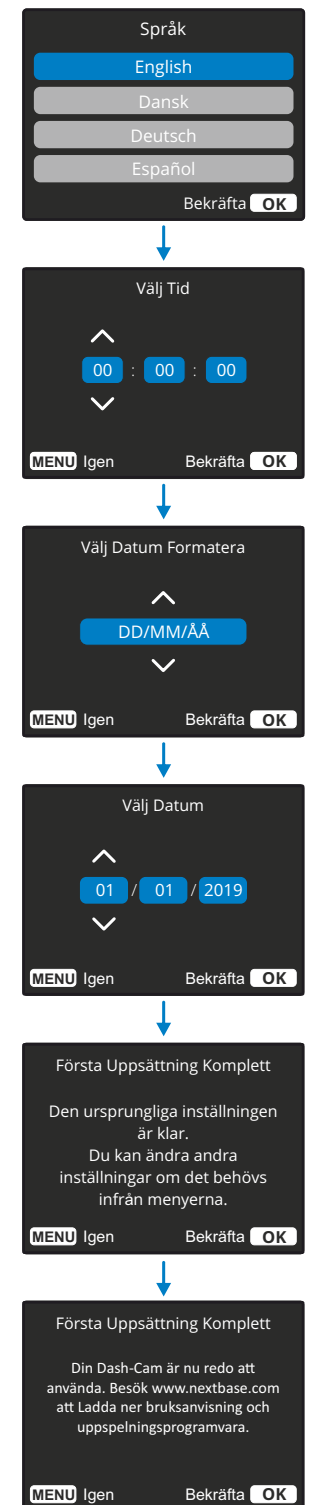 Språk
English
Dansk
Deutsch
Español
Bekräfta OK
Välj Tid
00 : 00 : 00
MENU Igen Bekräfta OK
Välj Datum Formatera
DD/MM/ÅÅ
MENU Igen Bekräfta OK
Välj Datum
01 / 01 / 2019
MENU Igen Bekräfta OK
Första Uppsättning Komplett
Den ursprungliga inställningen
är klar.
Du kan ändra andra
inställningar om det behövs
infrån menyerna.
MENU Igen Bekräfta OK
Första Uppsättning Komplett
Din Dash-Cam är nu redo att
använda. Besök www.nextbase.com
att Ladda ner bruksanvisning och
uppspelningsprogramvara.
MENU Igen Bekräfta OK